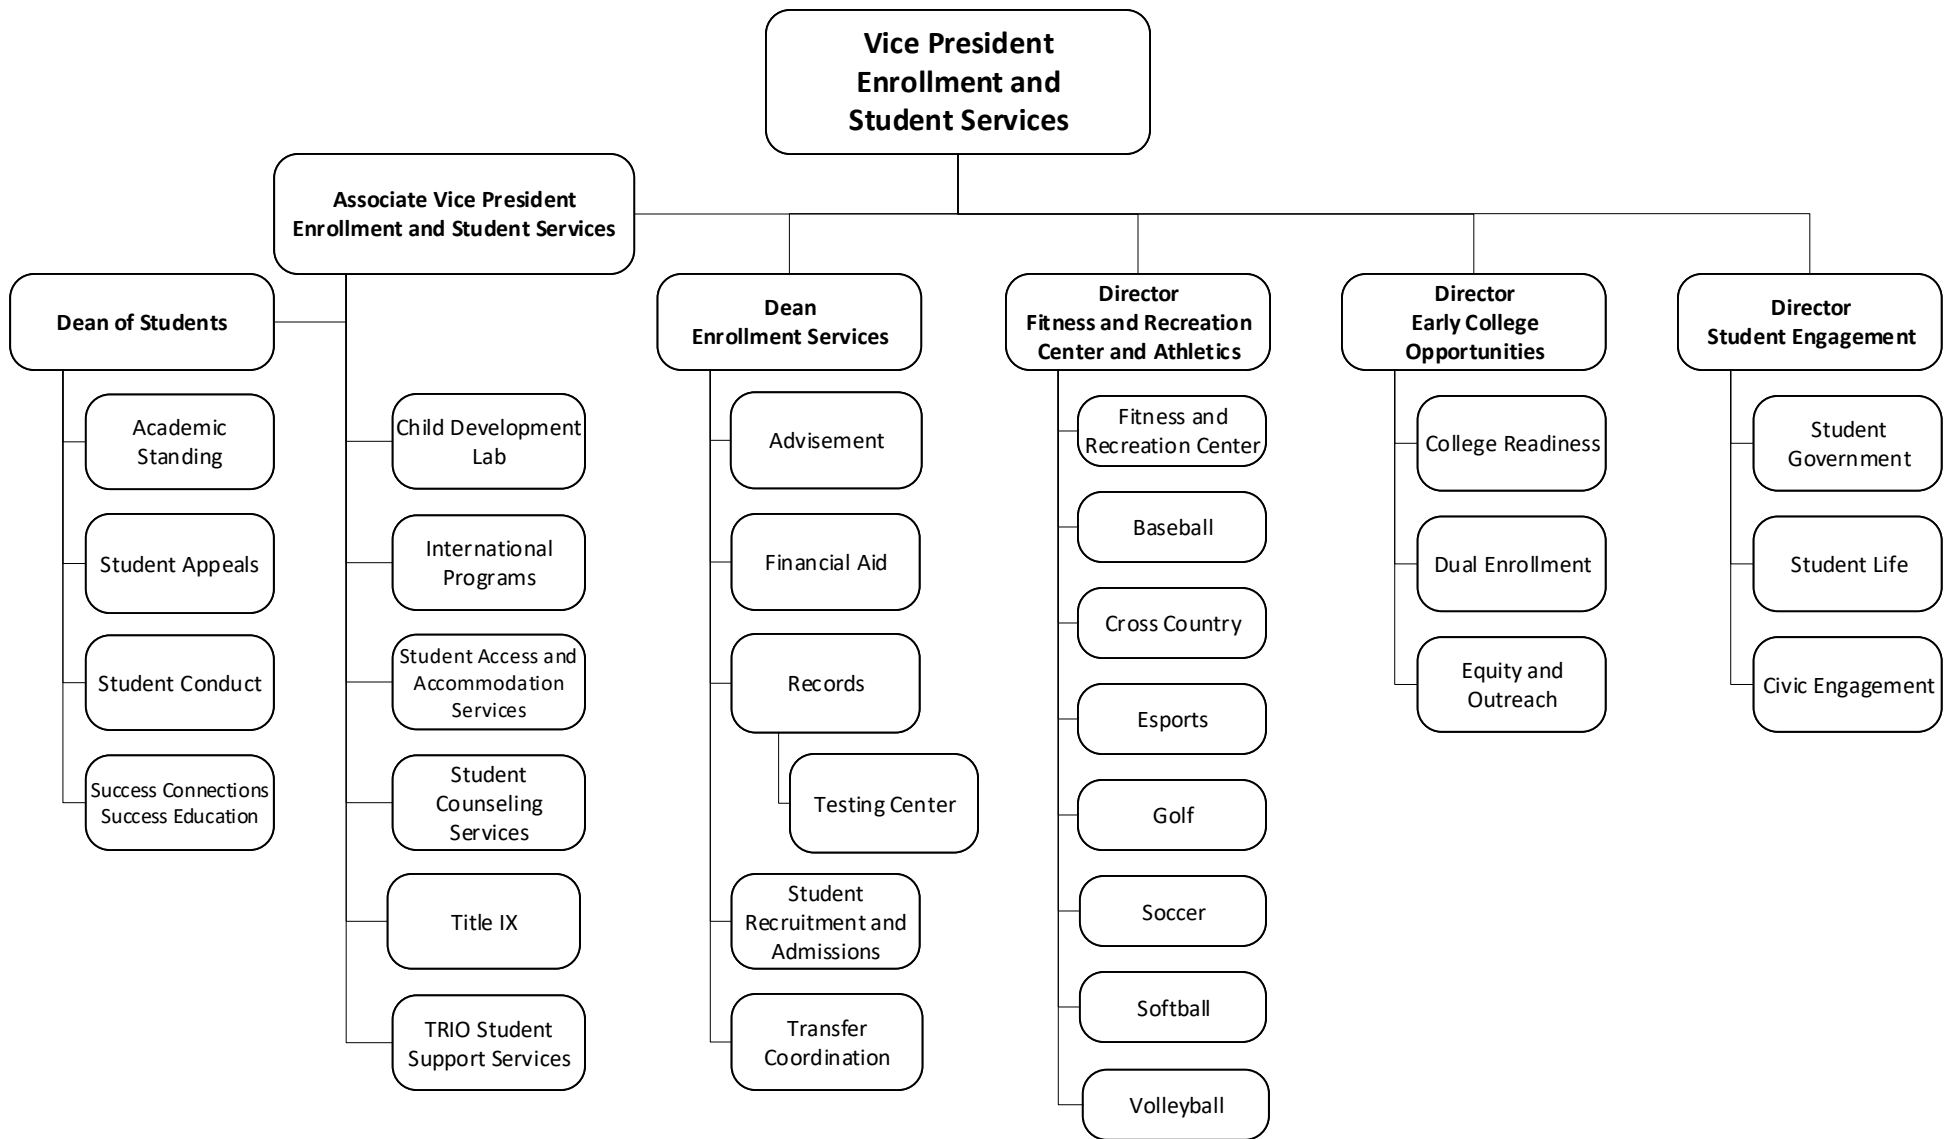 Vice President
Enrollment and
Student Services
Associate Vice President
Enrollment and Student Services
Dean of Students
Academic
Standing
Student Appeals
Student Conduct
Success Connections
Success Education
Child Development
Lab
International
Programs
Student Access and
Accommodation
Services
Student
Counseling
Services
Title IX
TRIO Student
Support Services
Dean
Enrollment Services
Advisement
Financial Aid
Records
Testing Center
Student
Recruitment and
Admissions
Transfer
Coordination
Director
Fitness and Recreation
Center and Athletics
Fitness and
Recreation Center
Baseball
Cross Country
Esports
Golf
Soccer
Softball
Volleyball
Director
Early College
Opportunities
College Readiness
Dual Enrollment
Equity and
Outreach
Director
Student Engagement
Student
Government
Student Life
Civic Engagement